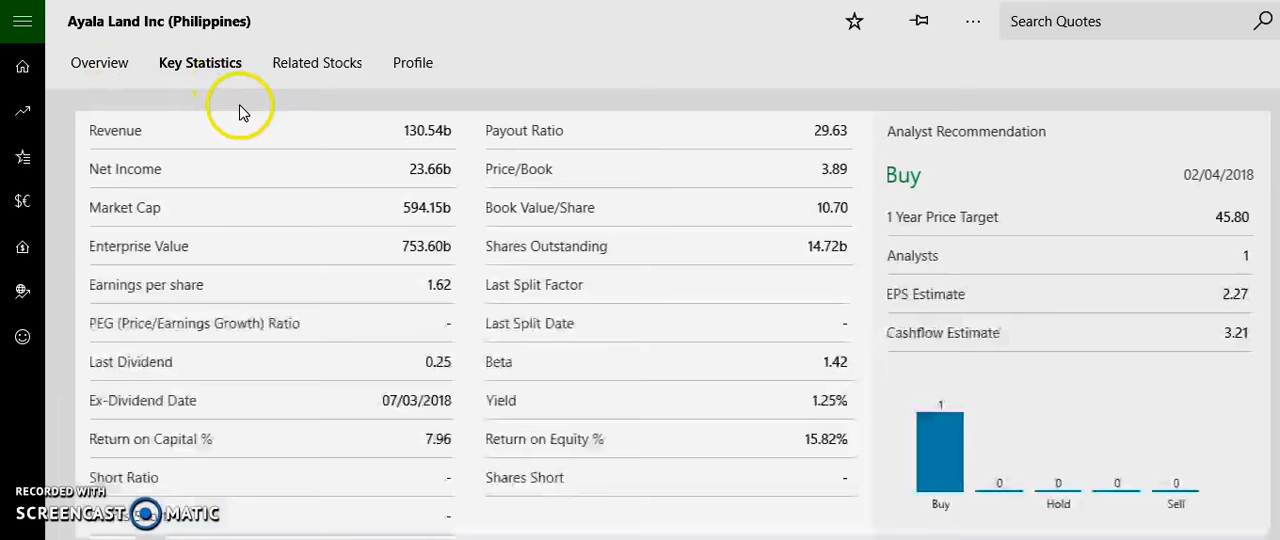 Ayala Land Inc (Philippines)
Search Quotes
Overview Key Statistics Related Stocks Profile
Revenue 130.54b
Net Income 23.66b
Market Cap 594.15b
Enterprise Value 753.60b
Earnings per share 1.62
PEG (Price/Earnings Growth) Ratio -
Last Dividend 0.25
Ex-Dividend Date 07/03/2018
Return on Capital % 7.96
Short Ratio -
-
Payout Ratio 29.63
Price/Book 3.89
Book Value/Share 10.70
Shares Outstanding 14.72b
Last Split Factor
Last Split Date -
Beta 1.42
Yield 1.25%
Return on Equity % 15.82%
Shares Short -
Analyst Recommendation
Buy 02/04/2018
1 Year Price Target 45.80
Analysts 1
EPS Estimate 2.27
Cashflow Estimate 3.21
1 0 0 0 0
Buy Hold Sell
RECORDED WITH
SCREENCAST MATIC